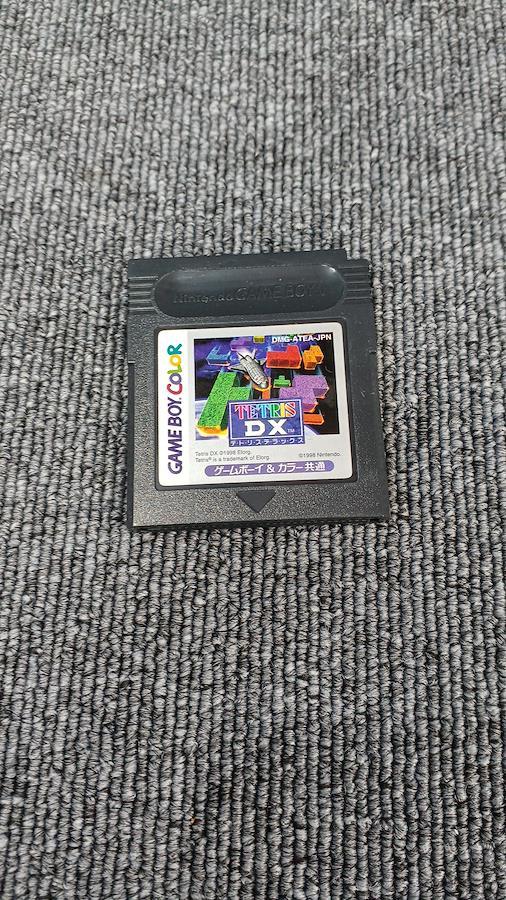 Nintendo GAME BOY
DMG-ATEA-JPN
GAME BOY COLOR
TETRIS
DX™
テ・ト・リ・ス・デ・ラ・ッ・ク・ス
Tetris DX ©1998 Elorg.
Tetris® is a trademark of Elorg.
©1998 Nintendo.
ゲームボーイ & カラー 共通